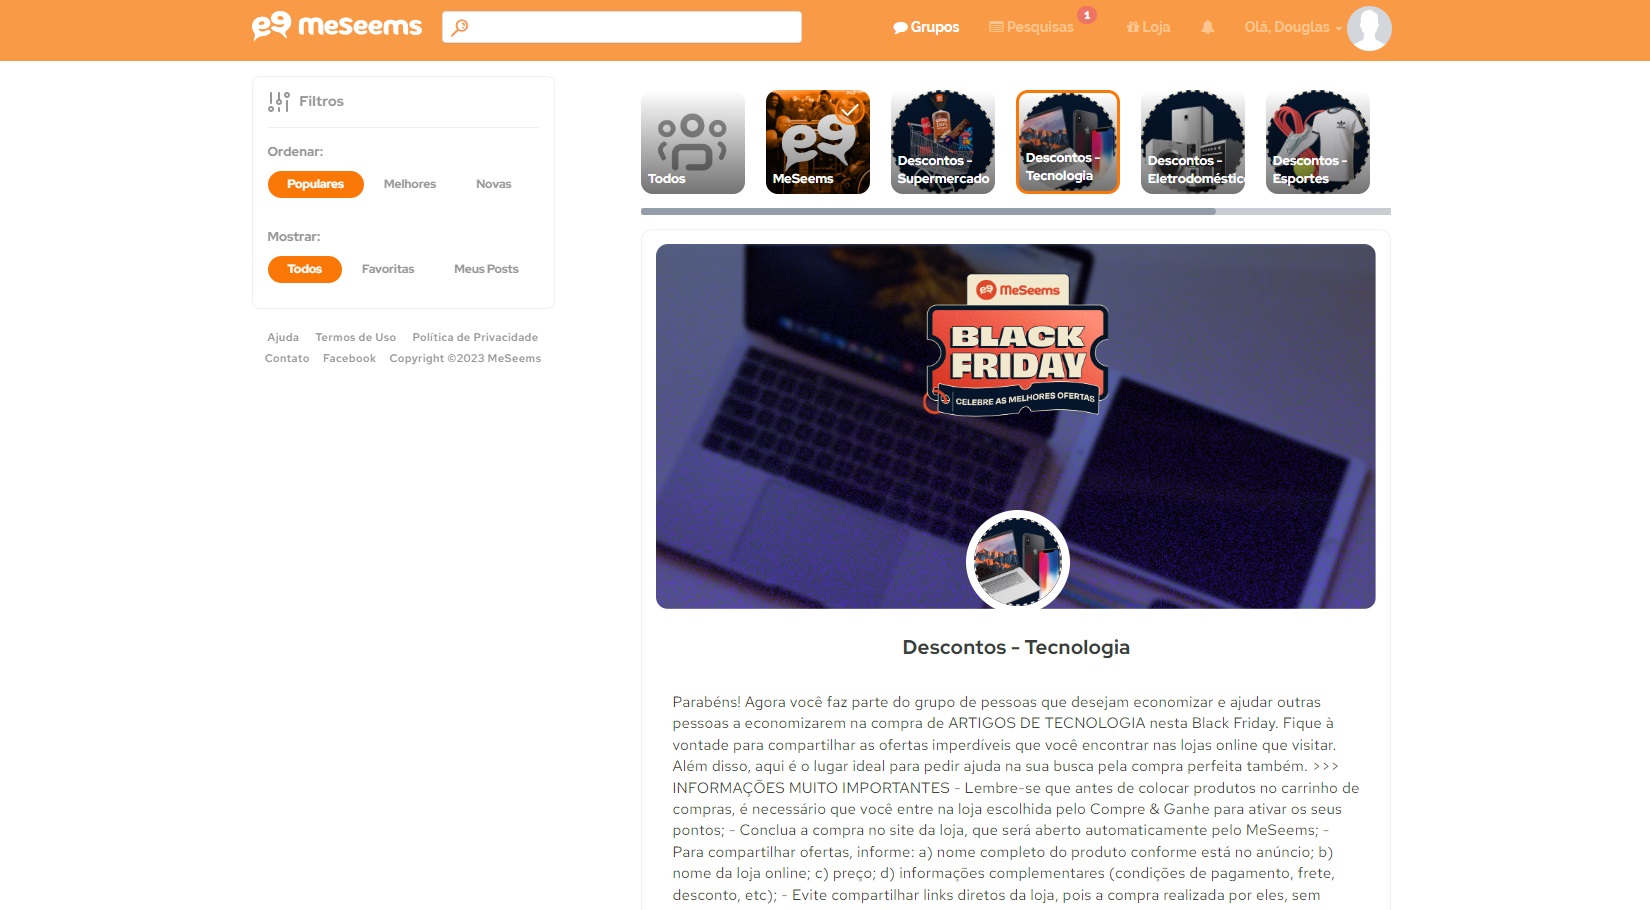 MeSeems
Grupos
Pesquisas
1
Loja
Olá, Douglas
Filtros
Ordenar:
Populares
Melhores
Novas
Mostrar:
Todos
Favoritas
Meus Posts
Ajuda
Termos de Uso
Política de Privacidade
Contato
Facebook
Copyright ©2023 MeSeems
Todos
MeSeems
Descontos -
Supermercado
Descontos -
Tecnologia
Descontos -
Eletrodoméstic
Descontos -
Esportes
MeSeems
BLACK
FRIDAY
CELEBRE AS MELHORES OFERTAS
Descontos - Tecnologia
Parabéns! Agora você faz parte do grupo de pessoas que desejam economizar e ajudar outras
pessoas a economizarem na compra de ARTIGOS DE TECNOLOGIA nesta Black Friday. Fique à
vontade para compartilhar as ofertas imperdíveis que você encontrar nas lojas online que visitar.
Além disso, aqui é o lugar ideal para pedir ajuda na sua busca pela compra perfeita também. >>>
INFORMAÇÕES MUITO IMPORTANTES - Lembre-se que antes de colocar produtos no carrinho de
compras, é necessário que você entre na loja escolhida pelo Compre & Ganhe para ativar os seus
pontos; - Conclua a compra no site da loja, que será aberto automaticamente pelo MeSeems; -
Para compartilhar ofertas, informe: a) nome completo do produto conforme está no anúncio; b)
nome da loja online; c) preço; d) informações complementares (condições de pagamento, frete,
desconto, etc); - Evite compartilhar links diretos da loja, pois a compra realizada por eles, sem